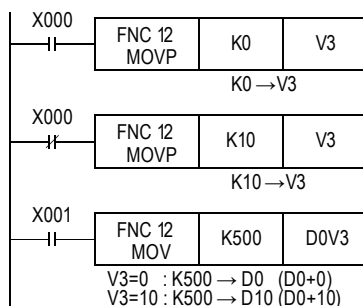 X000
FNC 12
MOVP
K0
V3
K0 → V3
X000
FNC 12
MOVP
K10
V3
K10 → V3
X001
FNC 12
MOV
K500
D0V3
V3=0 : K500 → D0 (D0+0)
V3=10 : K500 → D10 (D0+10)